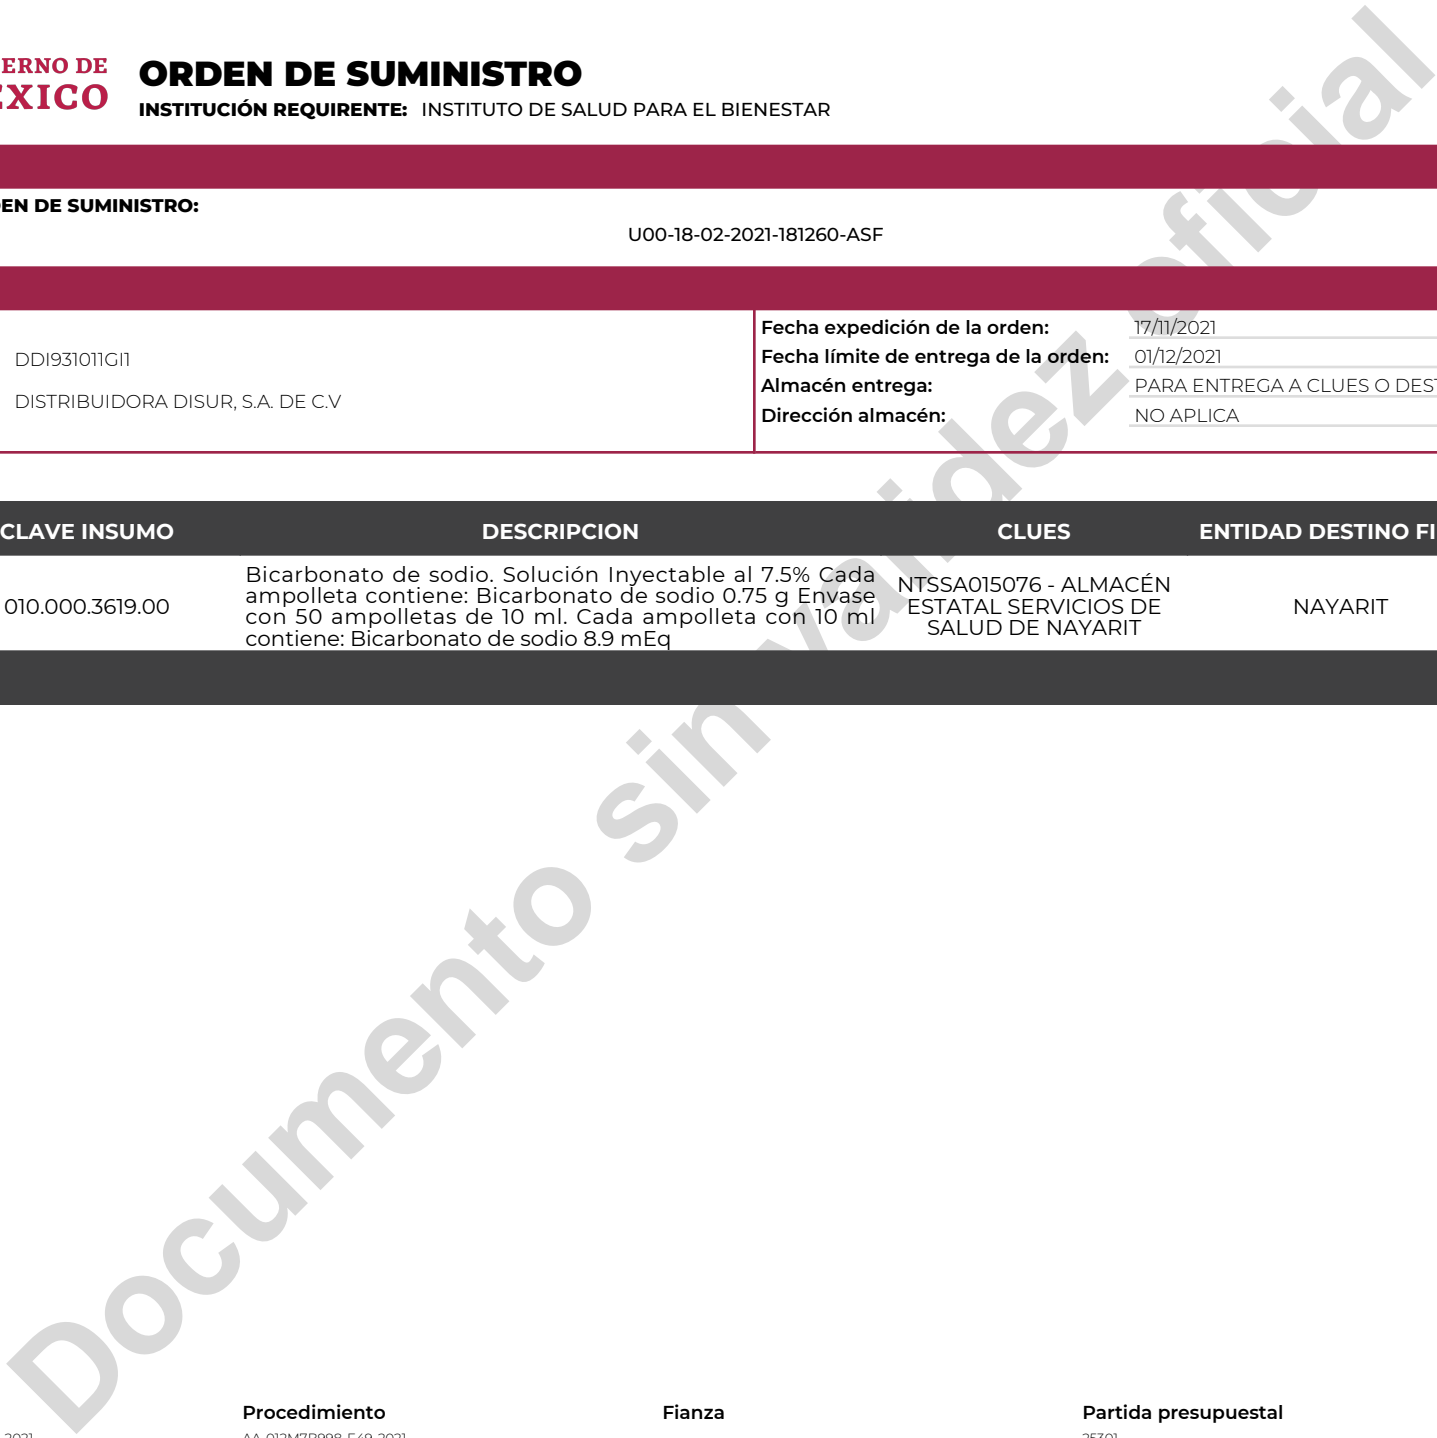 ERNO DE
ORDEN DE SUMINISTRO
INSTITUCIÓN REQUIRENTE: INSTITUTO DE SALUD PARA EL BIENESTAR
EN DE SUMINISTRO:
U00-18-02-2021-181260-ASF
Fecha expedición de la orden: 17/11/2021
DDI931011GI1
Fecha límite de entrega de la orden: 01/12/2021
Almacén entrega: PARA ENTREGA A CLUES O DEST
DISTRIBUIDORA DISUR, S.A. DE C.V
Dirección almacén: NO APLICA
CLAVE INSUMO DESCRIPCION CLUES ENTIDAD DESTINO FI
010.000.3619.00
Bicarbonato de sodio. Solución Inyectable al 7.5% Cada
ampolleta contiene: Bicarbonato de sodio 0.75 g Envase
con 50 ampolletas de 10 ml. Cada ampolleta con 10 ml
contiene: Bicarbonato de sodio 8.9 mEq
NTSSA015076 - ALMACÉN
ESTATAL SERVICIOS DE
SALUD DE NAYARIT
NAYARIT
Documento sin validez oficial
Procedimiento Fianza Partida presupuestal